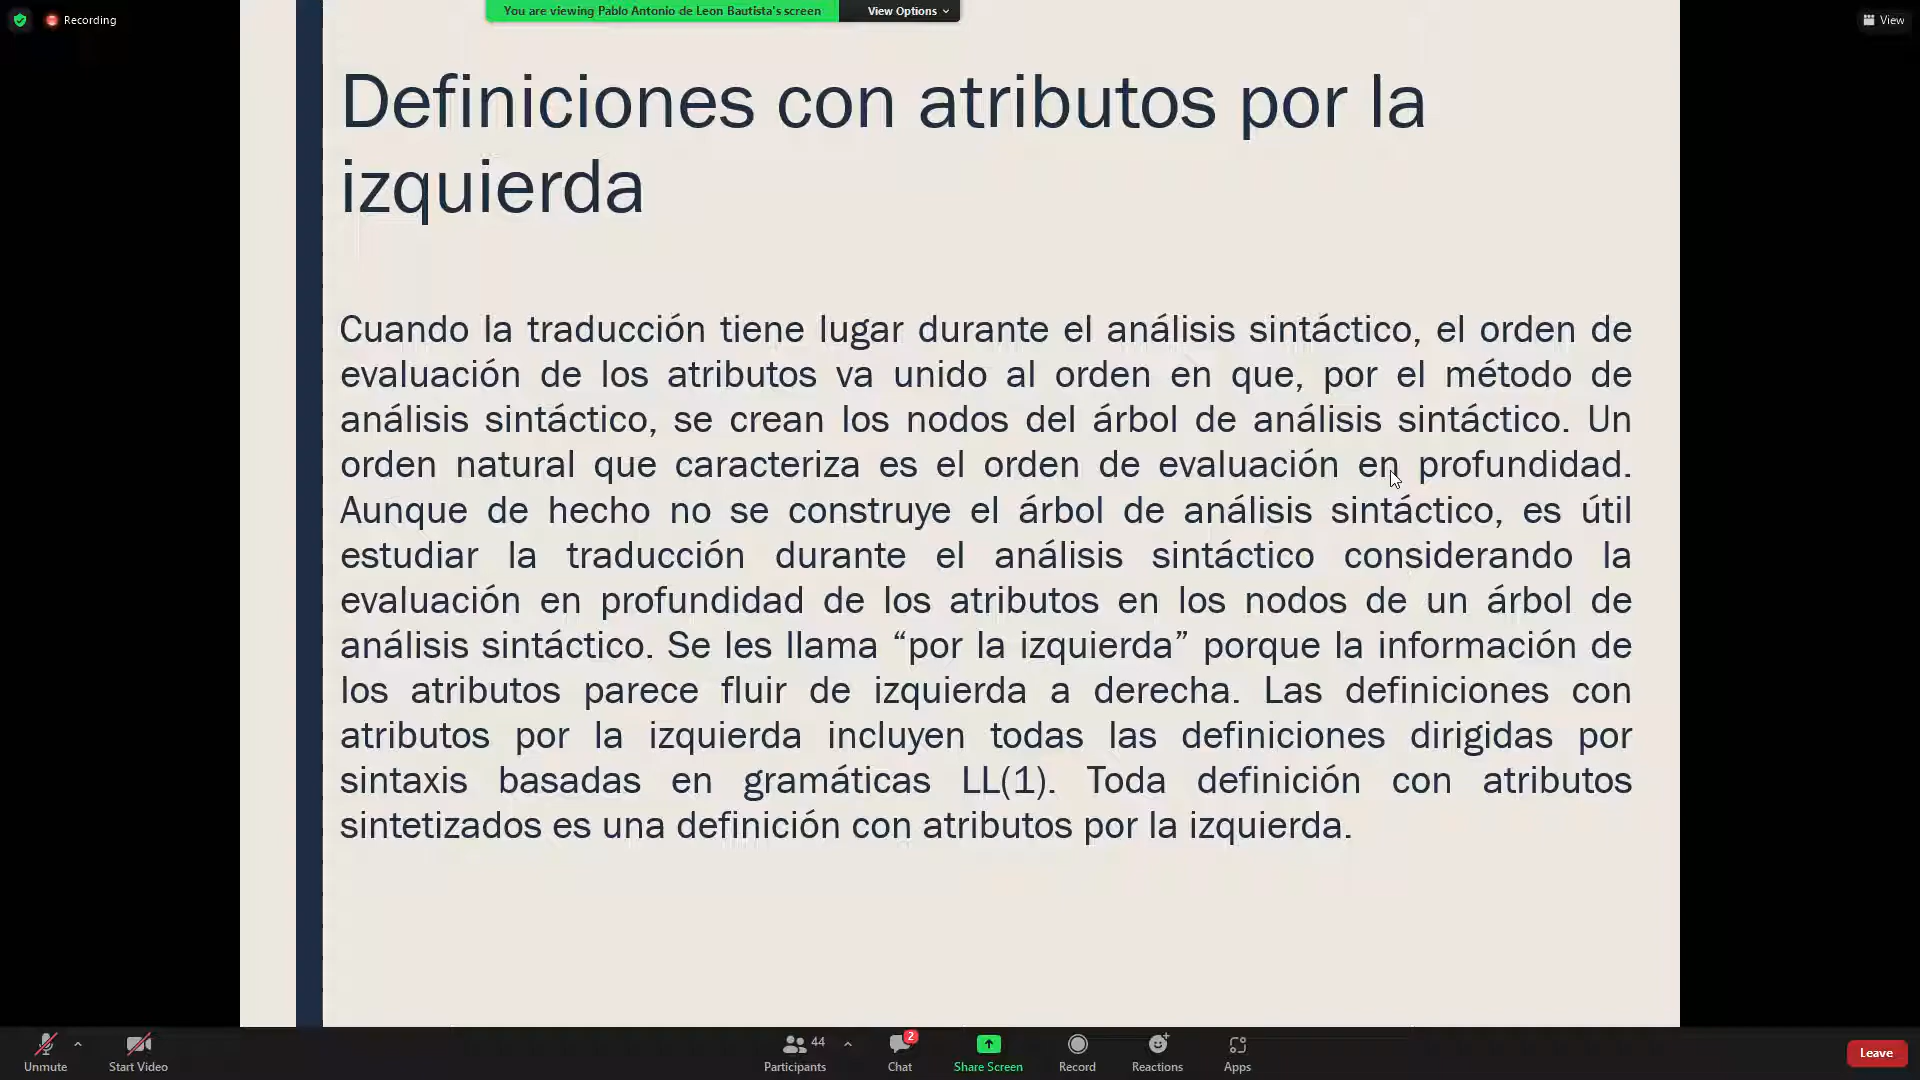 Recording
You are viewing Pablo Antonio de Leon Bautista's screen
View Options
View
Definiciones con atributos por la
izquierda
Cuando la traducción tiene lugar durante el análisis sintáctico, el orden de
evaluación de los atributos va unido al orden en que, por el método de
análisis sintáctico, se crean los nodos del árbol de análisis sintáctico. Un
orden natural que caracteriza es el orden de evaluación en profundidad.
Aunque de hecho no se construye el árbol de análisis sintáctico, es útil
estudiar la traducción durante el análisis sintáctico considerando la
evaluación en profundidad de los atributos en los nodos de un árbol de
análisis sintáctico. Se les llama “por la izquierda” porque la información de
los atributos parece fluir de izquierda a derecha. Las definiciones con
atributos por la izquierda incluyen todas las definiciones dirigidas por
sintaxis basadas en gramáticas LL(1). Toda definición con atributos
sintetizados es una definición con atributos por la izquierda.
44
2
Unmute
Start Video
Participants
Chat
Share Screen
Record
Reactions
Apps
Leave